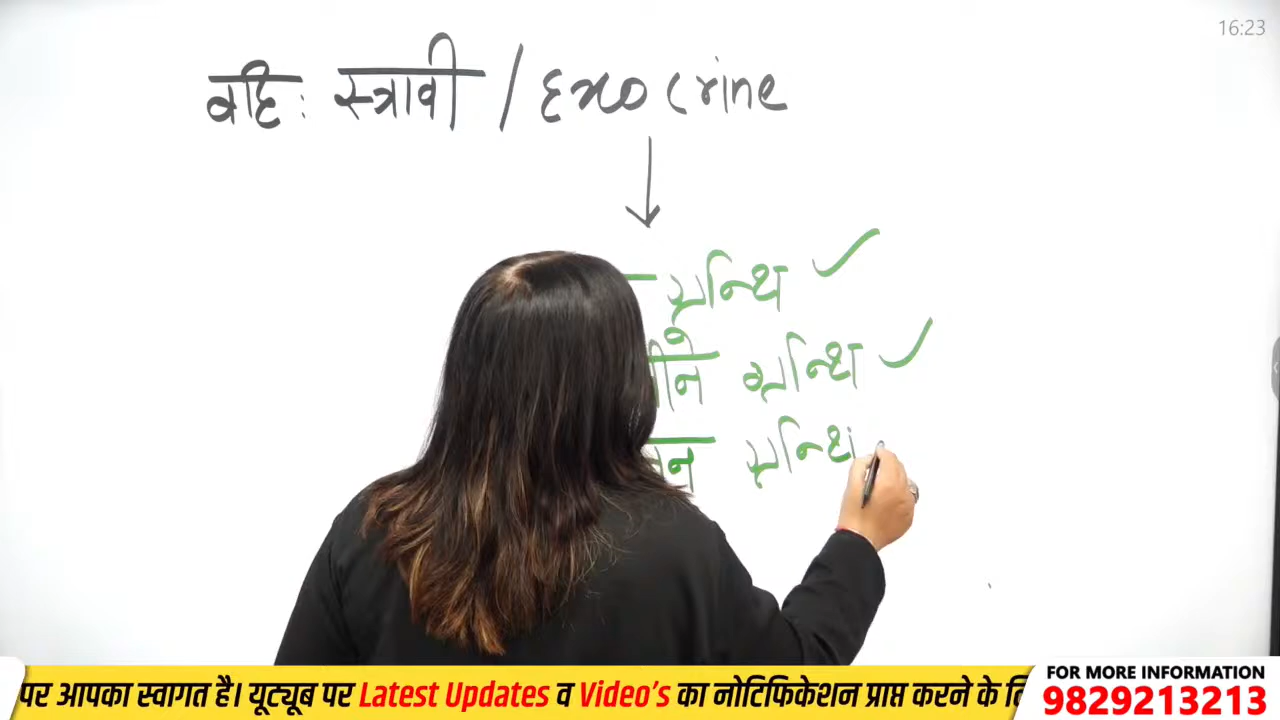 16:23
वहि: स्त्रावी / Exocrine
ग्रन्थि
ग्रन्थि
ग्रन्थि
FOR MORE INFORMATION
पर आपका स्वागत है। यूट्यूब पर Latest Updates व Video's का नोटिफिकेशन प्राप्त करने के लि
9829213213